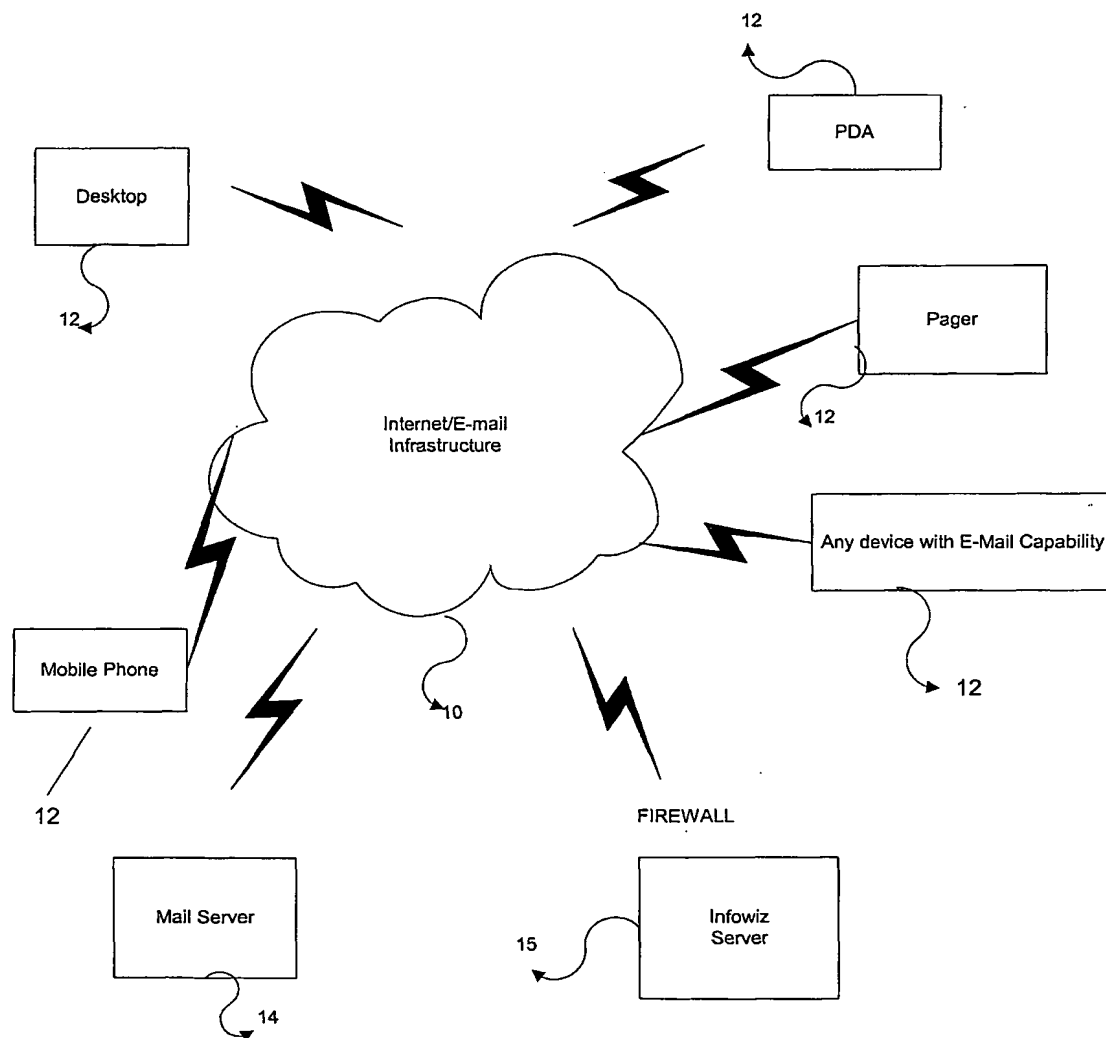 12
PDA
Desktop
12
Pager
12
Internet/E-mail
Infrastructure
Any device with E-Mail Capability
12
Mobile Phone
12
10
FIREWALL
Mail Server
14
Infowiz
Server
15